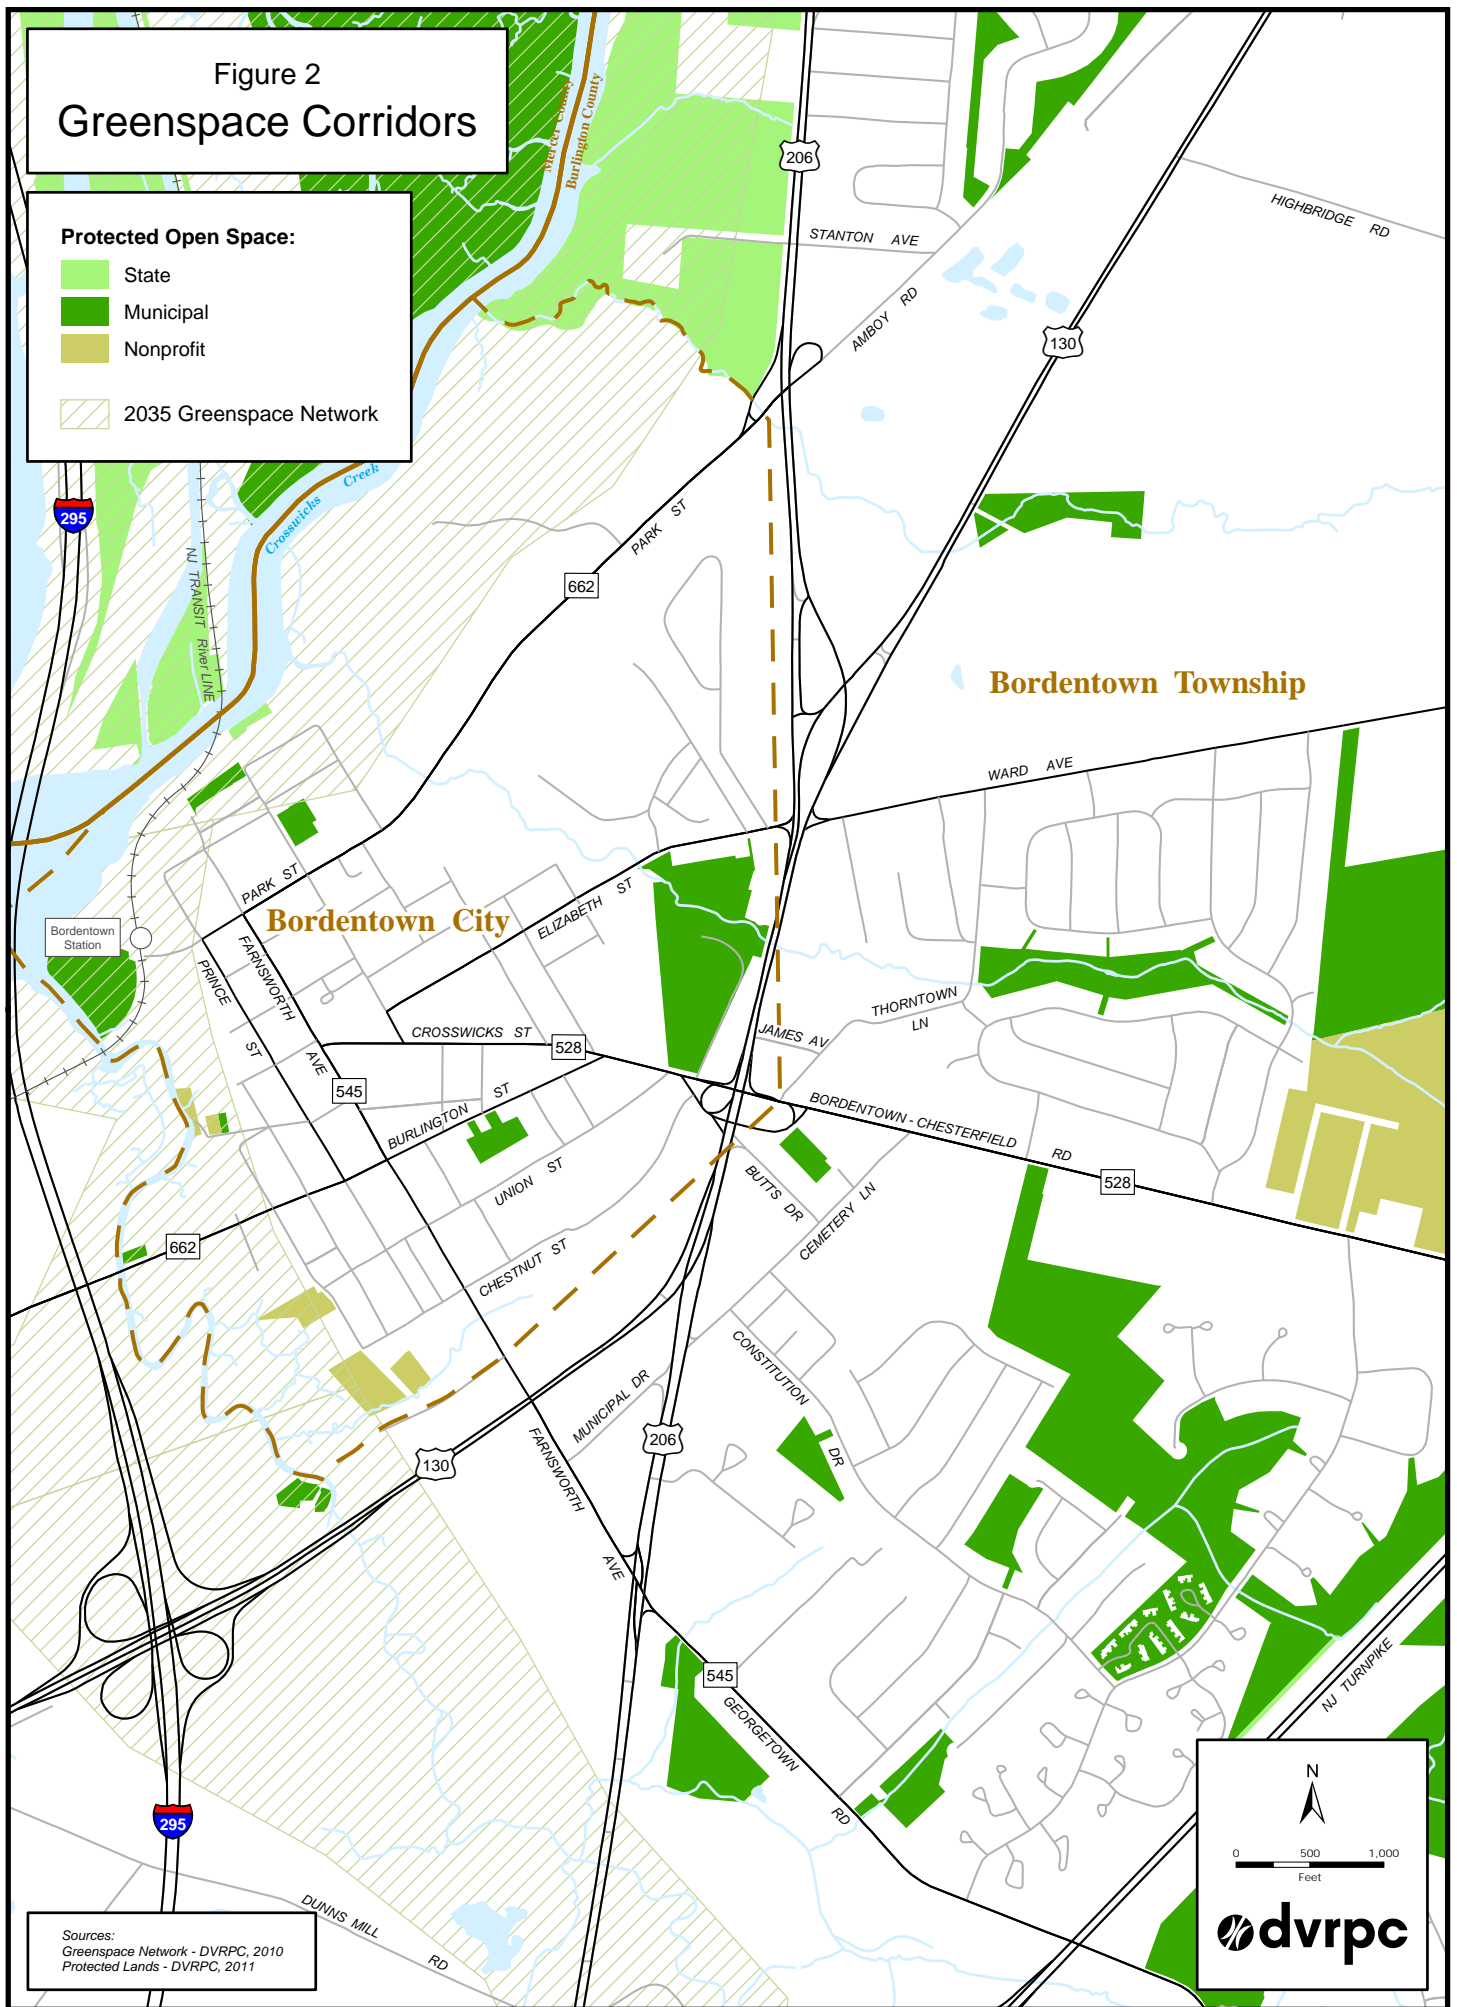 Figure 2
Greenspace Corridors
Protected Open Space:
State
Municipal
Nonprofit
2035 Greenspace Network
Mercer County
Burlington County
206
STANTON AVE
HIGHBRIDGE RD
AMBOY RD
130
295
Crosswicks Creek
NJ TRANSIT River LINE
PARK ST
662
Bordentown Township
WARD AVE
PARK ST
Bordentown City
ELIZABETH ST
Bordentown
Station
FARNSWORTH AVE
PRINCE ST
CROSSWICKS ST
528
THORNTOWN LN
JAMES AV
545
BURLINGTON ST
BORDENTOWN - CHESTERFIELD RD
528
UNION ST
BUTTS DR
CEMETERY LN
662
CHESTNUT ST
CONSTITUTION DR
MUNICIPAL DR
206
130
FARNSWORTH AVE
545
GEORGETOWN RD
NJ TURNPIKE
295
DUNNS MILL RD
N
0 500 1,000
Feet
dvrpc
Sources:
Greenspace Network - DVRPC, 2010
Protected Lands - DVRPC, 2011